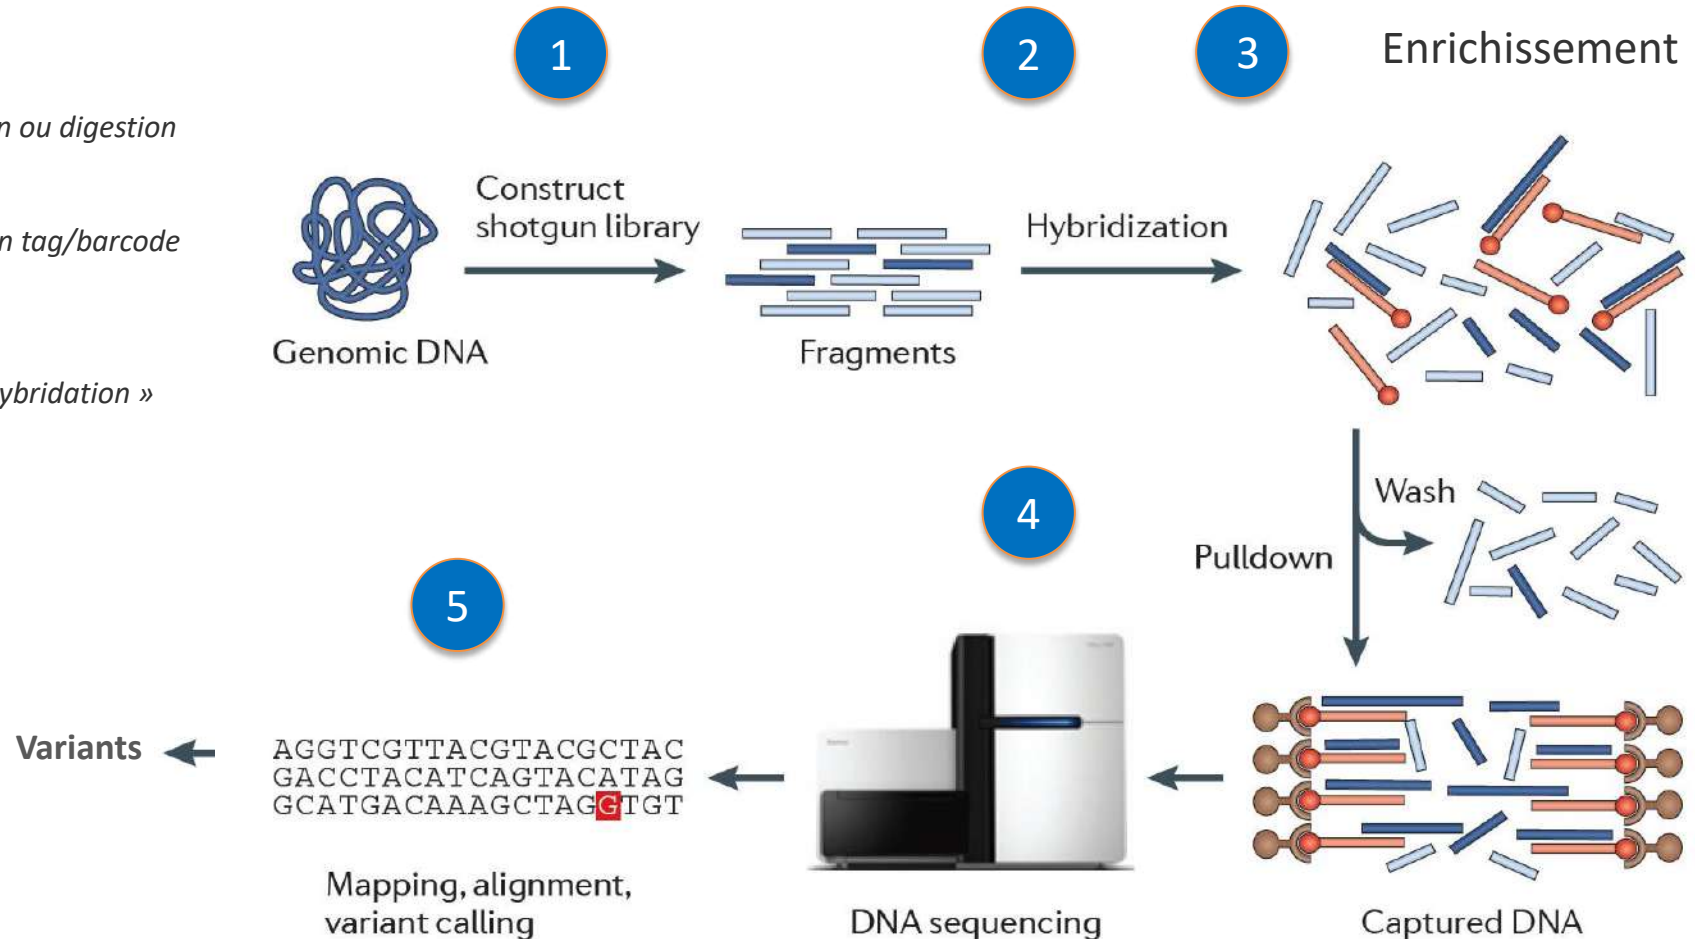 1
2
3
Enrichissement
n ou digestion
n tag/barcode
ybridation »
Construct
shotgun library
Hybridization
Genomic DNA
Fragments
Wash
Pulldown
4
5
Variants
AGGTCGTTACGTACGCTAC
GACCTACATCAGTACATAG
GCATGACAAAGCTAGGTGT
Mapping, alignment,
variant calling
DNA sequencing
Captured DNA